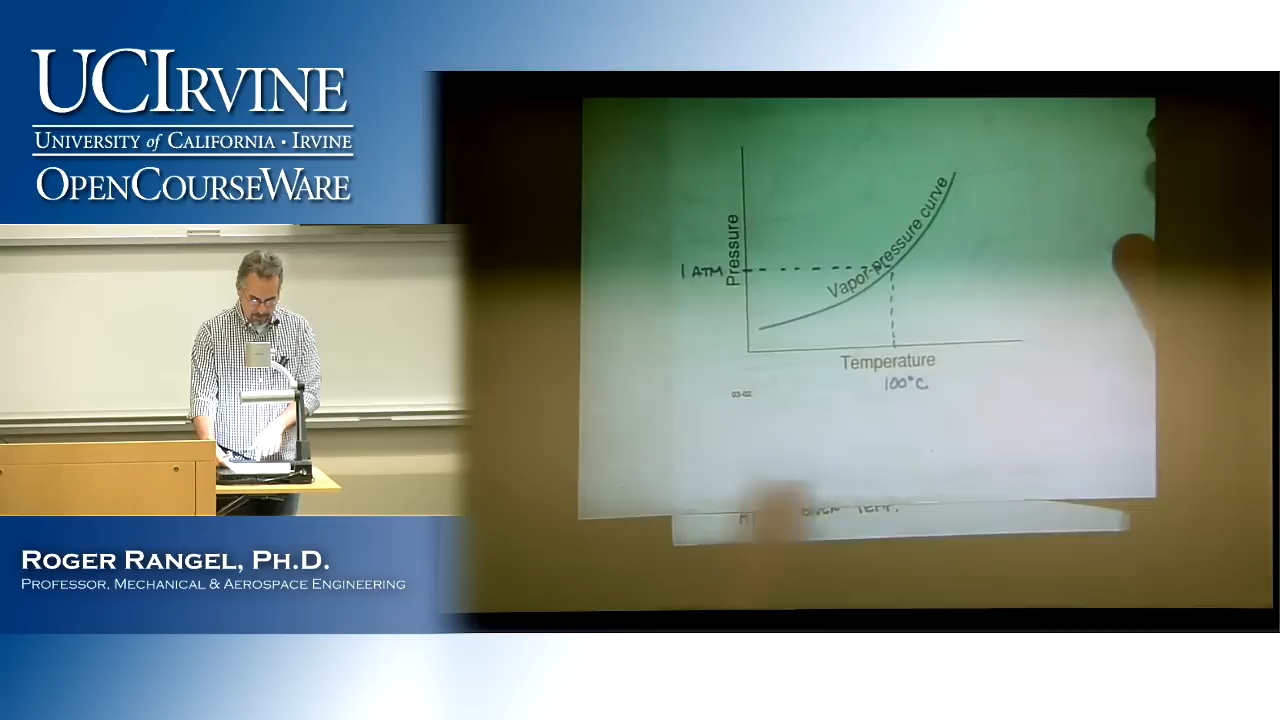 UCIRVINE
UNIVERSITY of CALIFORNIA · IRVINE
OPENCOURSEWARE
Pressure
Vapor-pressure curve
1 ATM
Temperature
100°C
03-02
TEMP.
ROGER RANGEL, PH.D.
PROFESSOR, MECHANICAL & AEROSPACE ENGINEERING